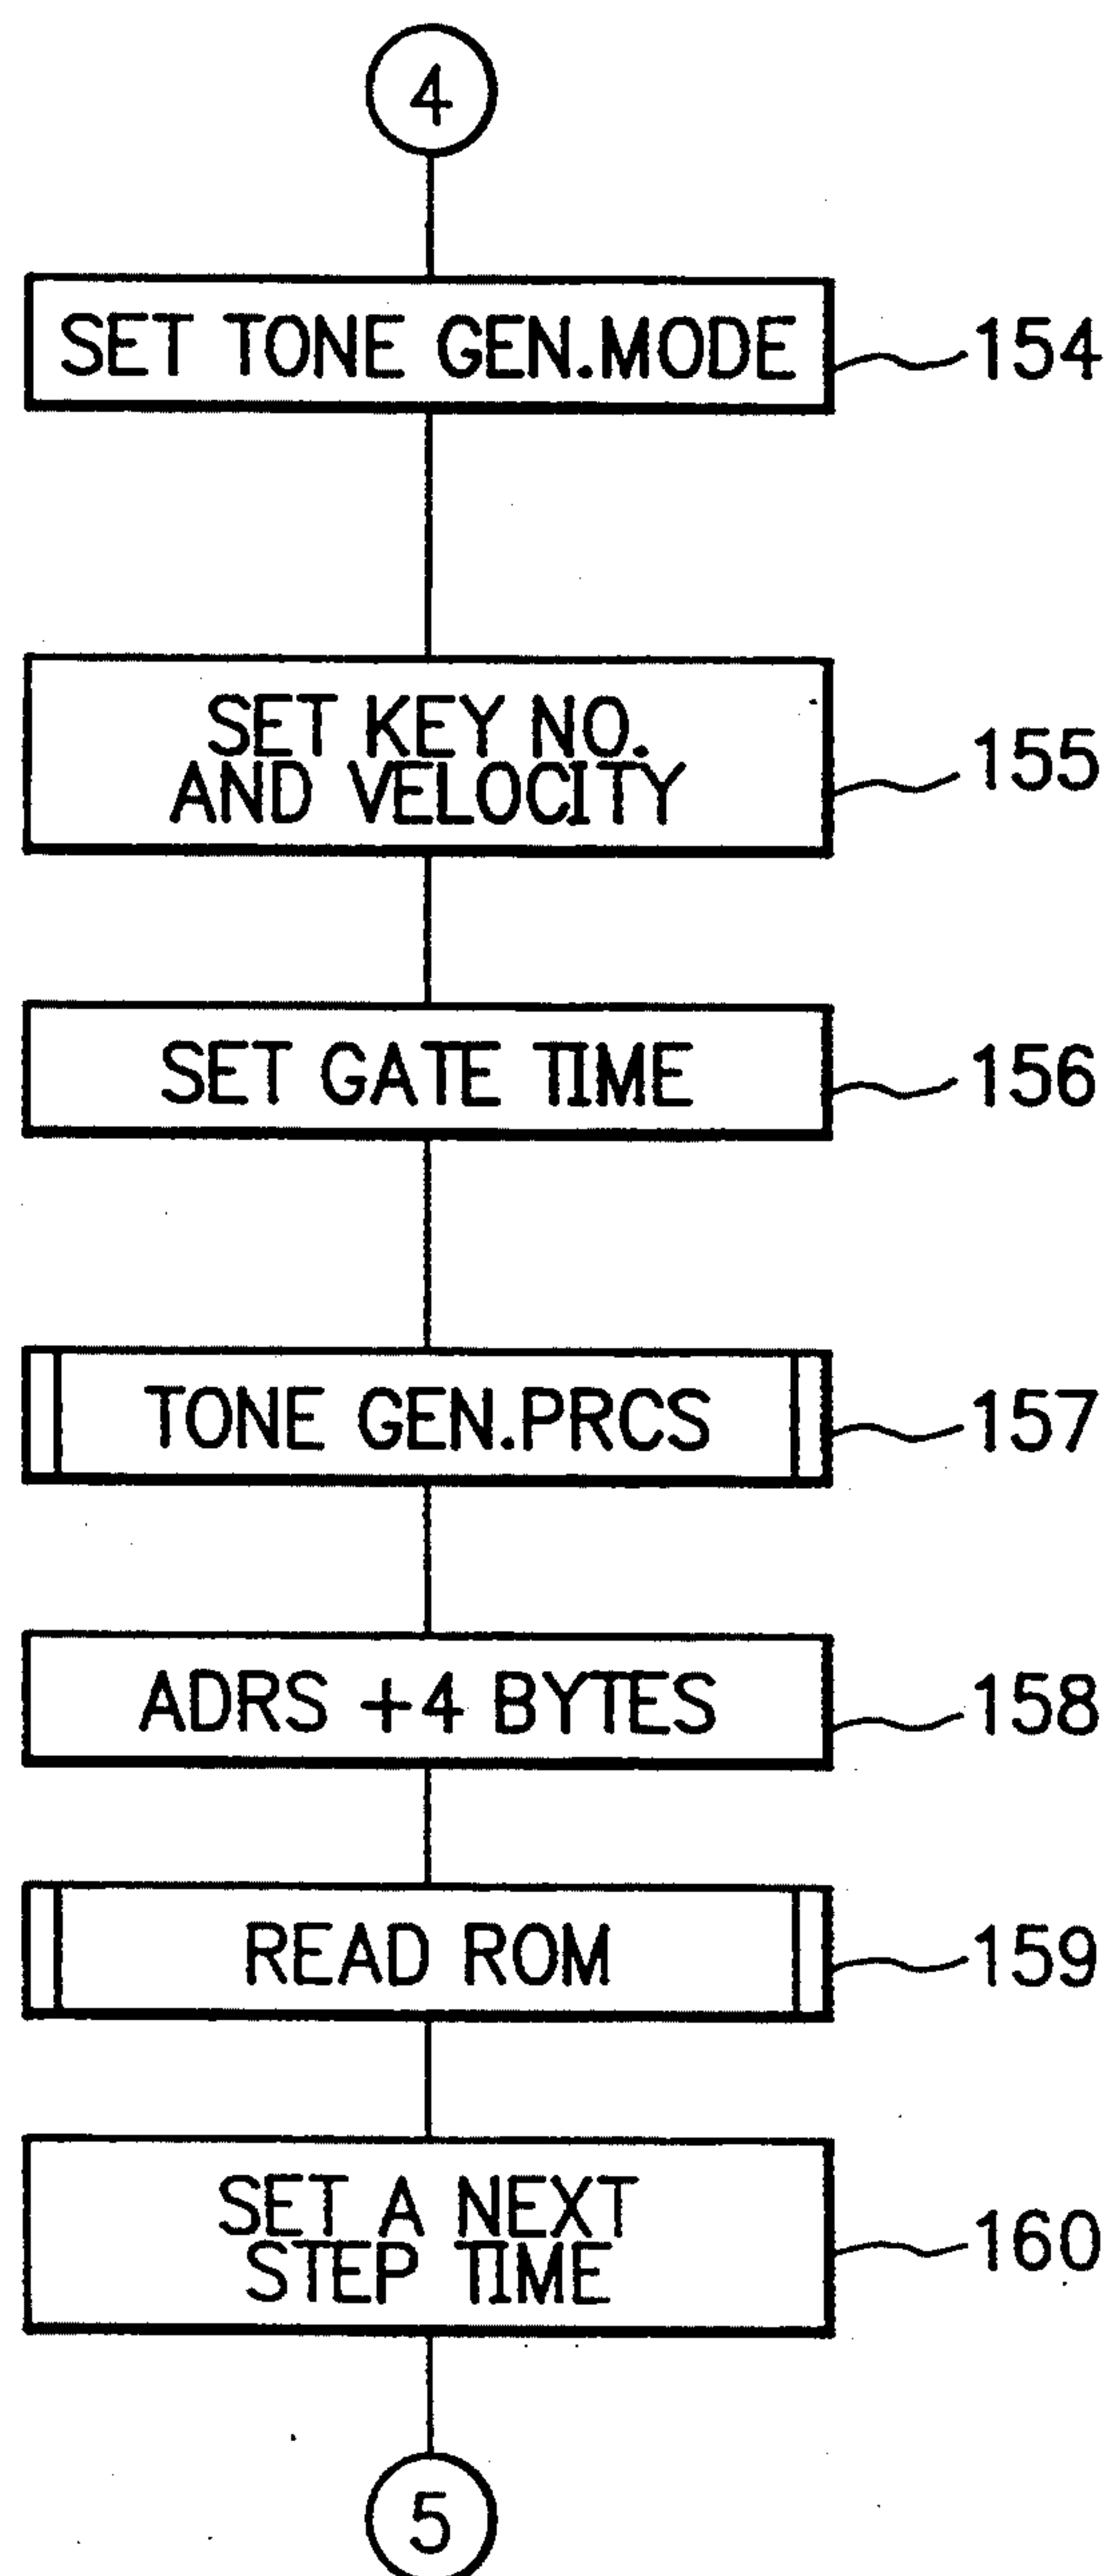 4
SET TONE GEN.MODE
154
SET KEY NO.
AND VELOCITY
155
SET GATE TIME
156
TONE GEN.PRCS
157
ADRS +4 BYTES
158
READ ROM
159
SET A NEXT
STEP TIME
160
5